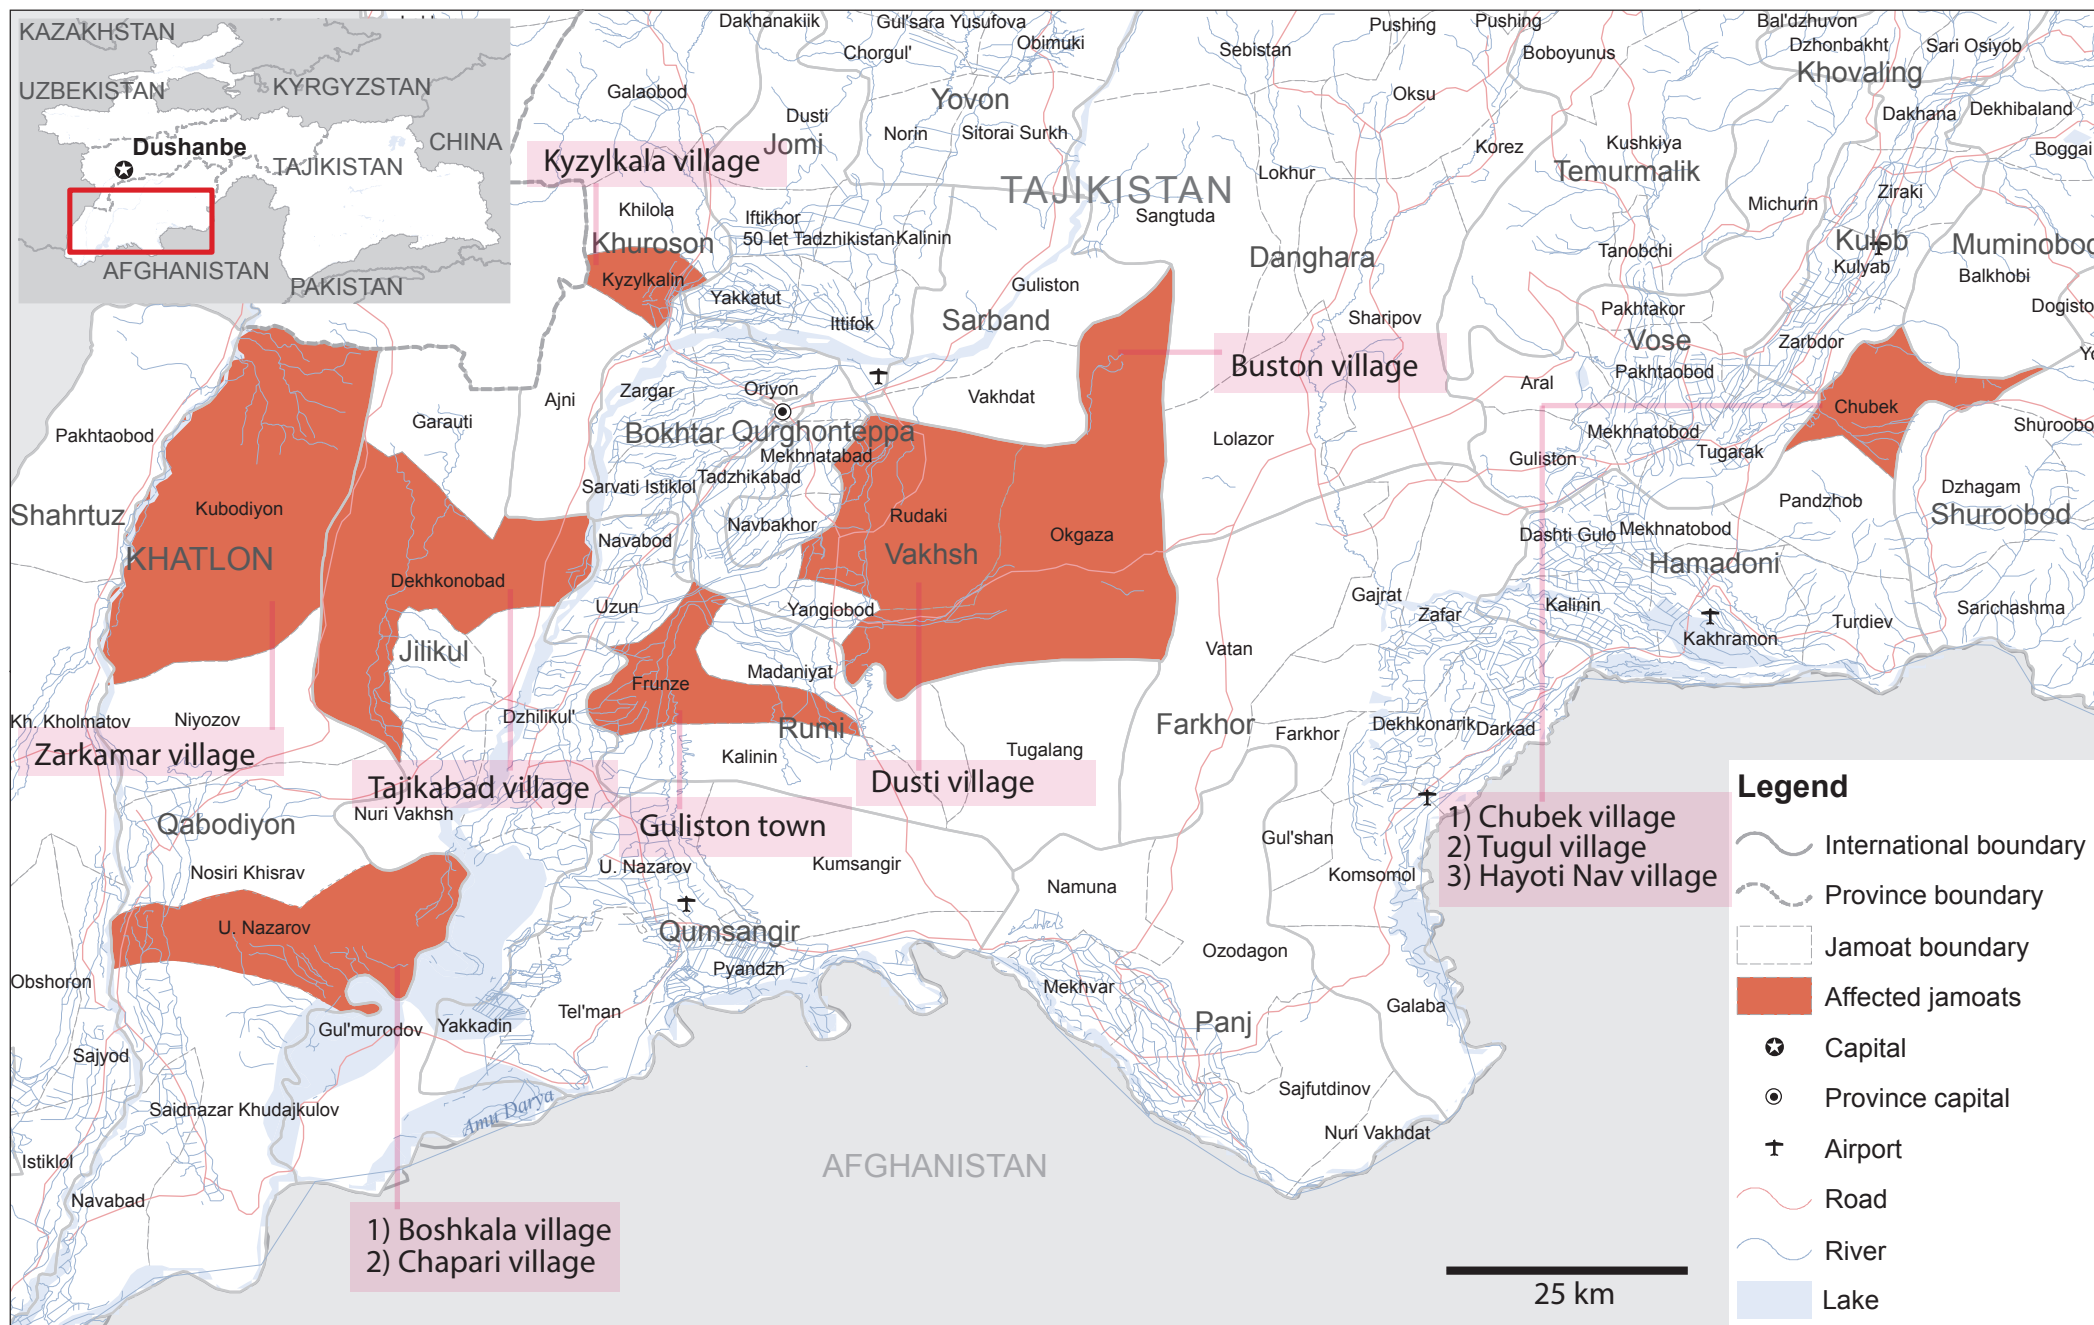 KAZAKHSTAN
UZBEKISTAN
KYRGYZSTAN
CHINA
Dushanbe
TAJIKISTAN
AFGHANISTAN
PAKISTAN
Dakhanakiik
Gul'sara Yusufova
Chorgul'
Obimuki
Sebistan
Pushing
Pushing
Boboyunus
Bal'dzhuvon
Dzhonbakht
Sari Osiyob
Khovaling
Galaobod
Dusti
Jomi
Yovon
Norin
Sitorai Surkh
Oksu
Korez
Kushkiya
Temurmalik
Dakhana
Dekhibaland
Boggai
Kyzylkala village
Lokhur
TAJIKISTAN
Sangtuda
Michurin
Ziraki
Khilola
Khuroson
Iftikhor
50 let Tadzhikistan
Kalinin
Danghara
Tanobchi
Kulob
Kulyab
Muminobod
Balkhobi
Kyzylkalin
Yakkatut
Guliston
Ittifok
Sarband
Sharipov
Pakhtakor
Vose
Zarbdor
Dogisto
Yo
Buston village
Pakhtaobod
Zargar
Oriyon
Vakhdat
Aral
Ajni
Garauti
Chubek
Pakhtaobod
Bokhtar
Qurghonteppa
Mekhnatabad
Lolazor
Mekhnatobod
Guliston
Tugarak
Shuroobo
Tadzhikabad
Sarvati Istiklol
Dzhagam
Shuroobod
Pandzhob
Shahrtuz
Kubodiyon
Navbakhor
Rudaki
Okgaza
Vakhsh
Navabod
Dashti Gulo
Mekhnatobod
Hamadoni
KHATLON
Dekhkonobad
Uzun
Yangiobod
Gajrat
Zafar
Kalinin
Kakhramon
Turdiev
Sarichashma
Jilikul
Frunze
Madaniyat
Vatan
Kh. Kholmatov
Niyozov
Dzhilikul'
Rumi
Kalinin
Tugalang
Farkhor
Farkhor
Dekhkonarik
Darkad
Zarkamar village
Tajikabad village
Dusti village
Guliston town
Nuri Vakhsh
Qabodiyon
Nosiri Khisrav
U. Nazarov
Kumsangir
Namuna
Gul'shan
Komsomol
1) Chubek village
2) Tugul village
3) Hayoti Nav village
U. Nazarov
Qumsangir
Pyandzh
Ozodagon
Obshoron
Mekhvar
Galaba
Gul'murodov
Yakkadin
Tel'man
Panj
Sajyod
Sajfutdinov
Saidnazar Khudajkulov
Amu Darya
Nuri Vakhdat
Istiklol
Navabad
AFGHANISTAN
1) Boshkala village
2) Chapari village
25 km
Legend
International boundary
Province boundary
Jamoat boundary
Affected jamoats
Capital
Province capital
Airport
Road
River
Lake